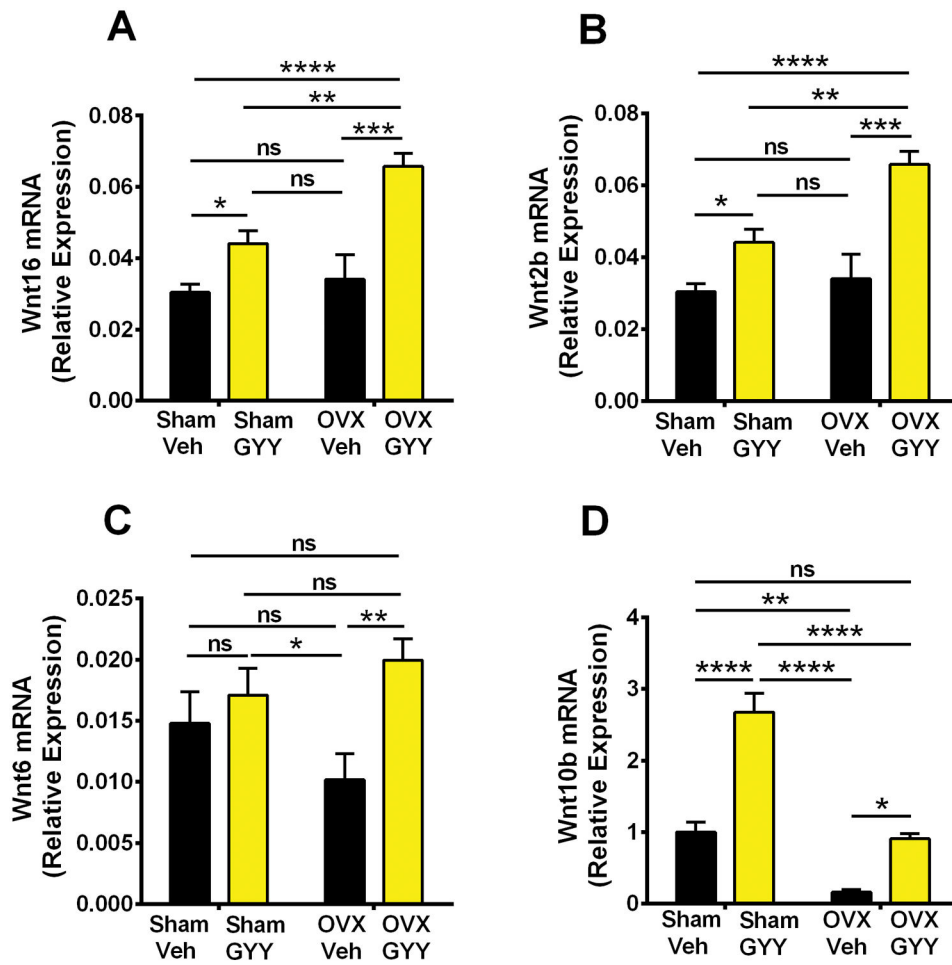 A
****
**
***
ns
ns
*
Wnt16 mRNA
(Relative Expression)
0.08
0.06
0.04
0.02
0.00
Sham Sham OVX OVX
Veh GYY Veh GYY
B
****
**
***
ns
ns
*
Wnt2b mRNA
(Relative Expression)
0.08
0.06
0.04
0.02
0.00
Sham Sham OVX OVX
Veh GYY Veh GYY
C
ns
ns
ns **
ns *
Wnt6 mRNA
(Relative Expression)
0.025
0.020
0.015
0.010
0.005
0.000
Sham Sham OVX OVX
Veh GYY Veh GYY
D
ns
**
****
**** ****
*
Wnt10b mRNA
(Relative Expression)
4
3
2
1
0
Sham Sham OVX OVX
Veh GYY Veh GYY